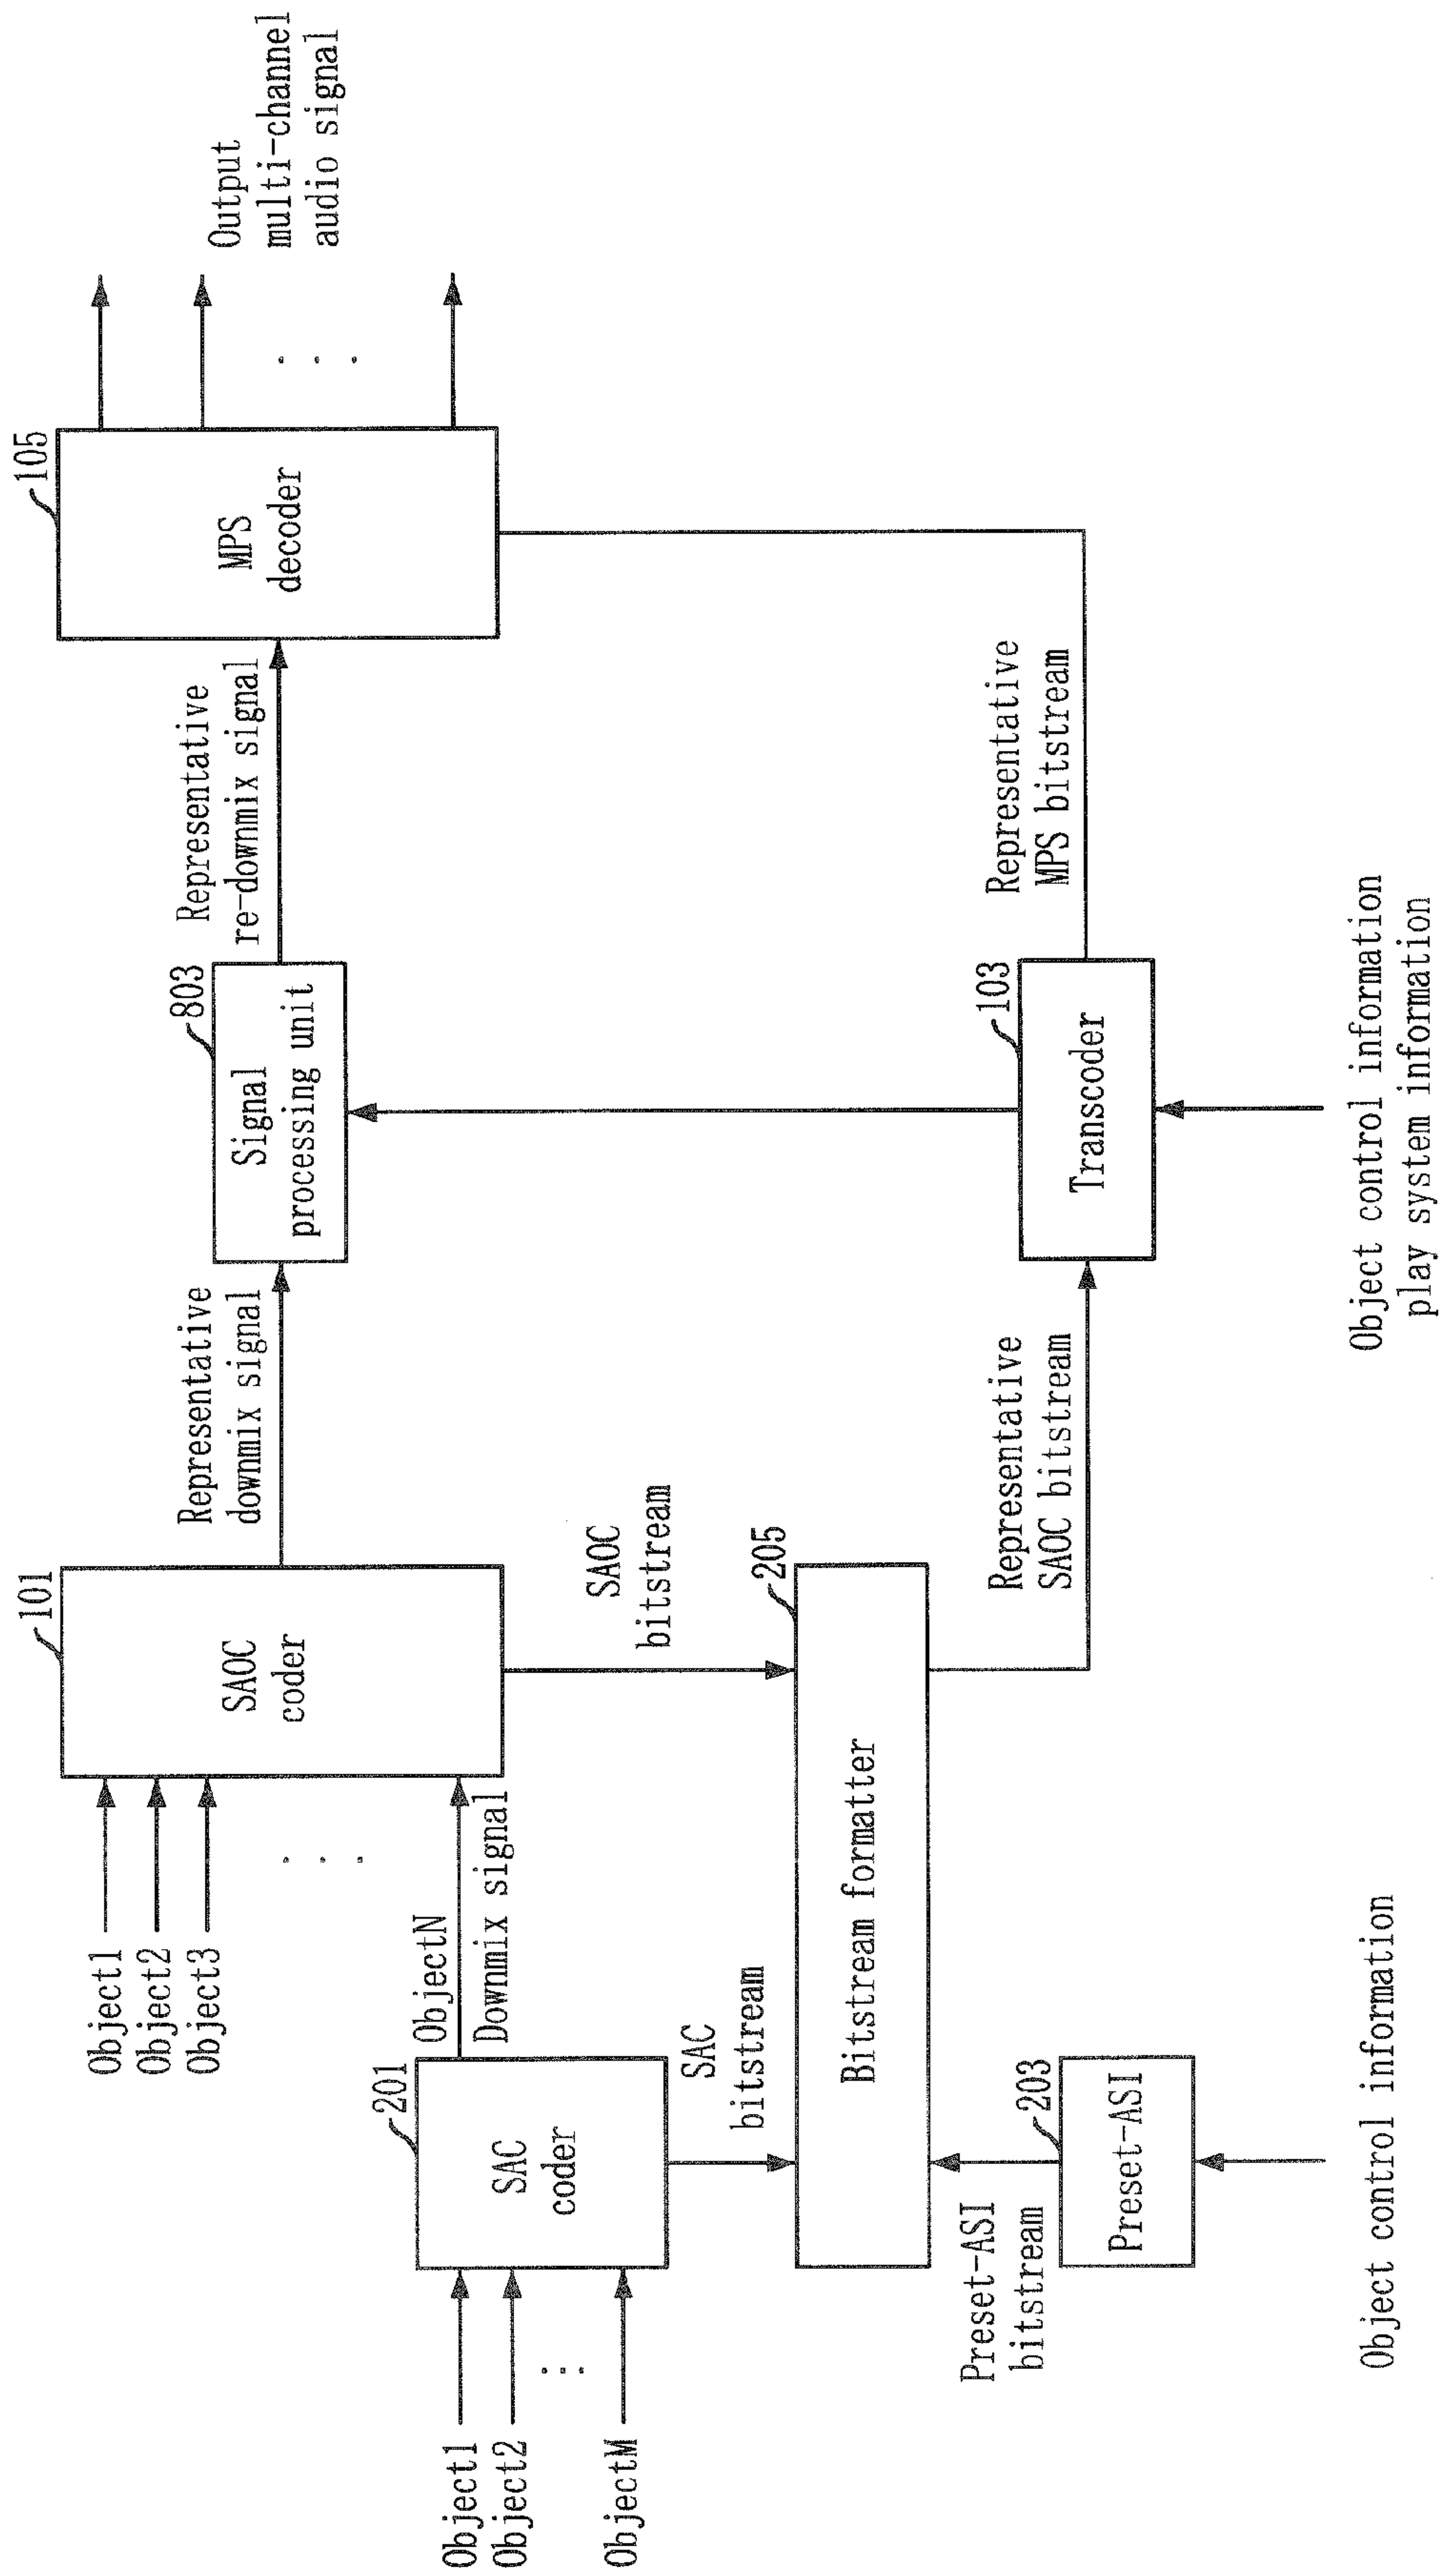 Object1
Object2
Object3
. . .
101
SAOC
coder
Representative
downmix signal
803
Signal
processing unit
Representative
re-downmix signal
105
MPS
decoder
Output
multi-channel
audio signal
. . .
Object1
Object2
...
ObjectM
201
SAC
coder
ObjectN
Downmix signal
SAC
bitstream
SAOC
bitstream
205
Bitstream formatter
Preset-ASI
bitstream
203
Preset-ASI
Object control information
Representative
SAOC bitstream
103
Transcoder
Representative
MPS bitstream
Object control information
play system information